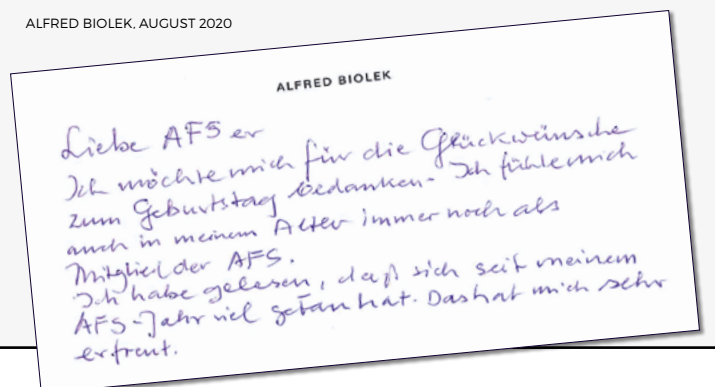 ALFRED BIOLEK, AUGUST 2020
ALFRED BIOLEK
Liebe AFS er
Ich möchte mich für die Glückwünsche
zum Geburtstag bedanken - Ich fühle mich
auch in meinem Alter immer noch als
Mitglied der AFS.
Ich habe gelesen, daß sich seit meinem
AFS-Jahr viel getan hat. Das hat mich sehr
erfreut.